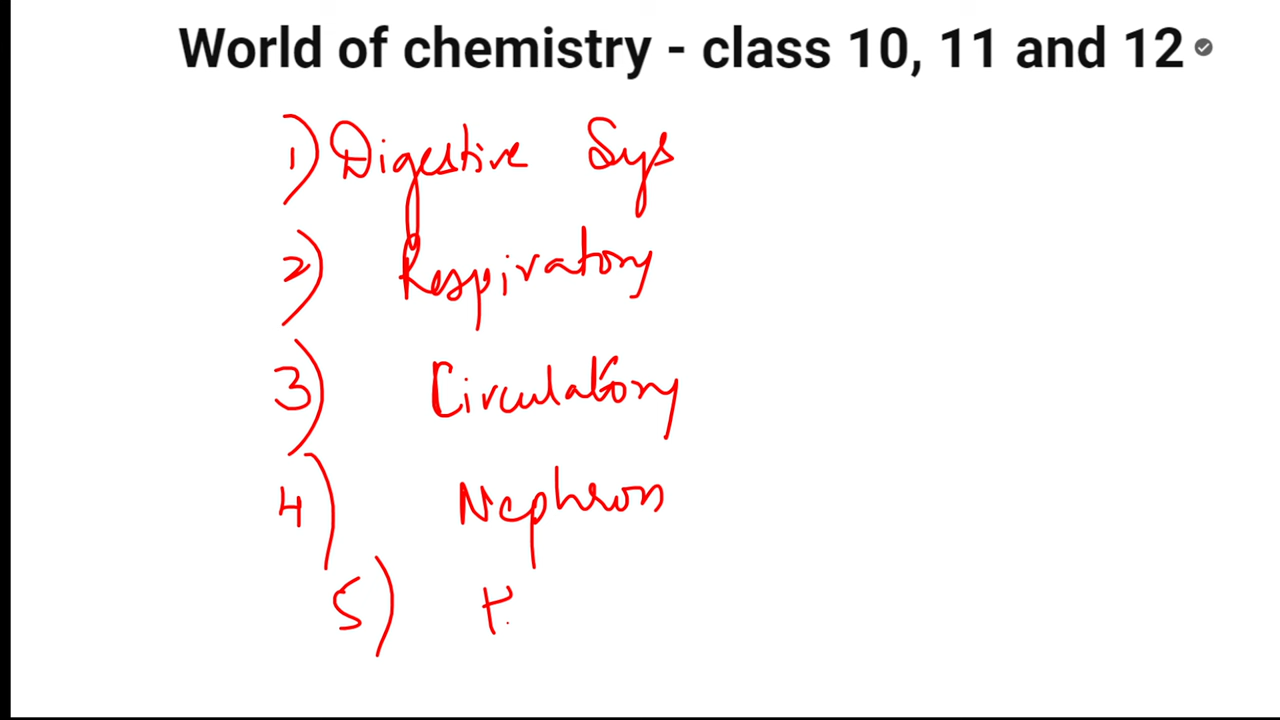 World of chemistry - class 10, 11 and 12
1) Digestive Sys
2) Respiratory
3) Circulatory
4) Nephron
5)